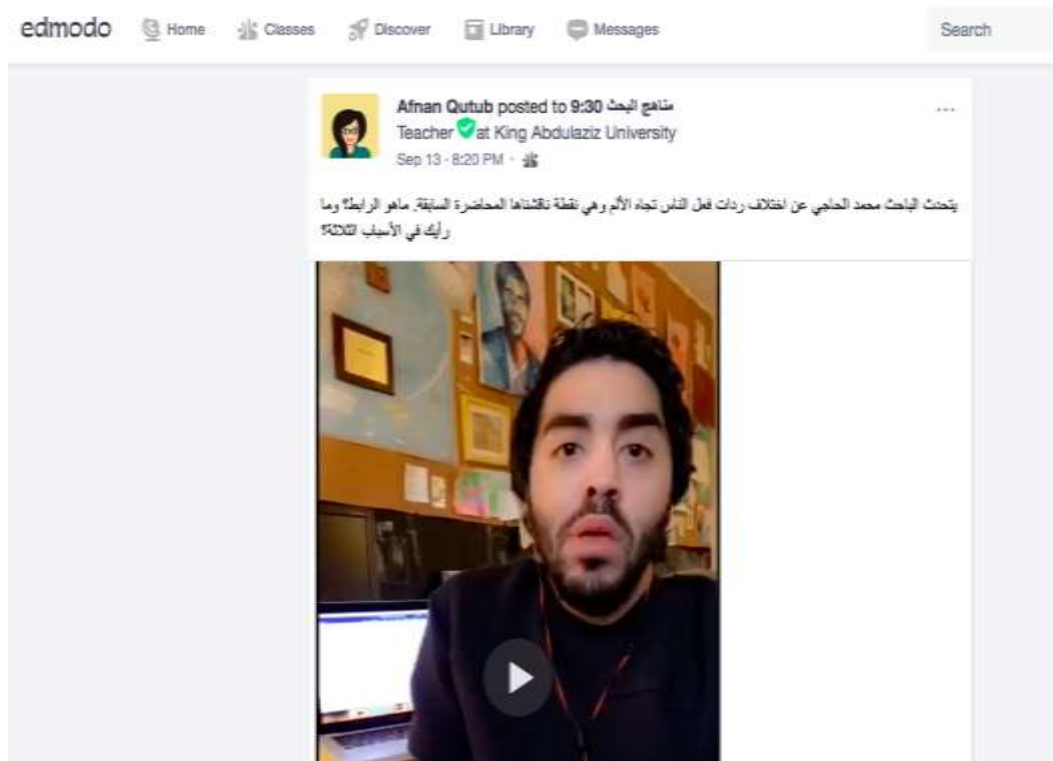 edmodo Home Classes Discover Library Messages Search
Afnan Qutub posted to 9:30 مناهج البحث
Teacher at King Abdulaziz University
Sep 13 - 8:20 PM
يتحدث الباحث محمد الحاجي عن اختلاف ردات فعل الناس تجاه الألم وهي نقطة ناقشناها المحاضرة السابقة. ماهو الرابط؟ وما
رأيك في الأسباب الثلاثة؟